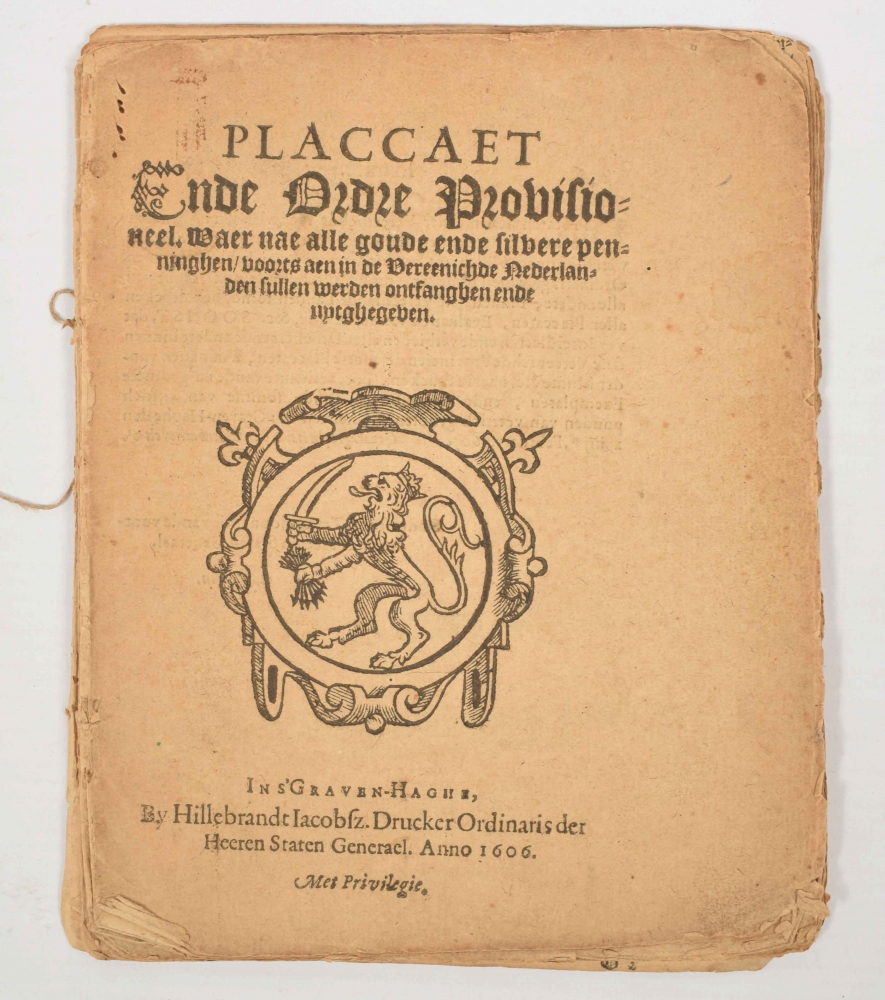 PLACCAET
Ende Ordre Provisio-
neel. Waer nae alle goude ende silvere pen-
ninghen/ voorts aen in de Vereenichde Nederlan-
den sullen werden ontfanghen ende
uytghegeven.
IN S'GRAVEN-HAGHE,
By Hillebrandt Iacobsz. Drucker Ordinaris der
Heeren Staten Generael. Anno 1606.
Met Privilegie.